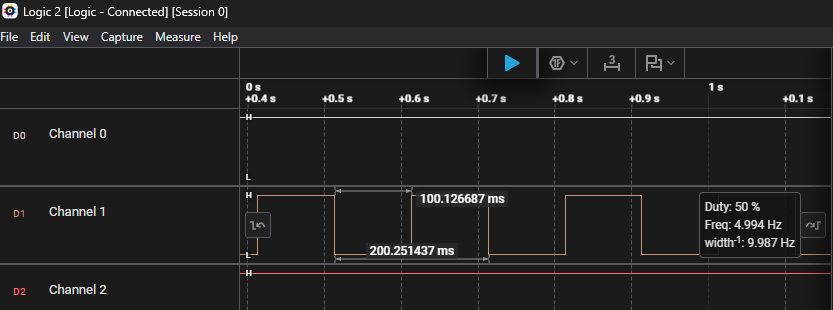 Logic 2 [Logic - Connected] [Session 0]
File Edit View Capture Measure Help
1F 3
0 s 1 s
+0.4 s +0.5 s +0.6 s +0.7 s +0.8 s +0.9 s +0.1 s
D0 Channel 0 H
L
D1 Channel 1 H
L
100.126687 ms
200.251437 ms
Duty: 50 %
Freq: 4.994 Hz
width-1: 9.987 Hz
D2 Channel 2 H